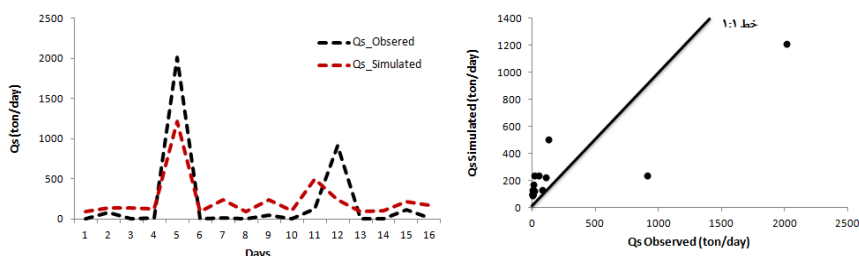 2500
2000
1500
1000
500
0
Qs (ton/day)
Qs_Obsered
Qs_Simulated
1 2 3 4 5 6 7 8 9 10 11 12 13 14 15 16
Days
خط ۱:۱
1400
1200
1000
800
600
400
200
0
Qs Simulated (ton/day)
0 500 1000 1500 2000 2500
Qs Observed (ton/day)